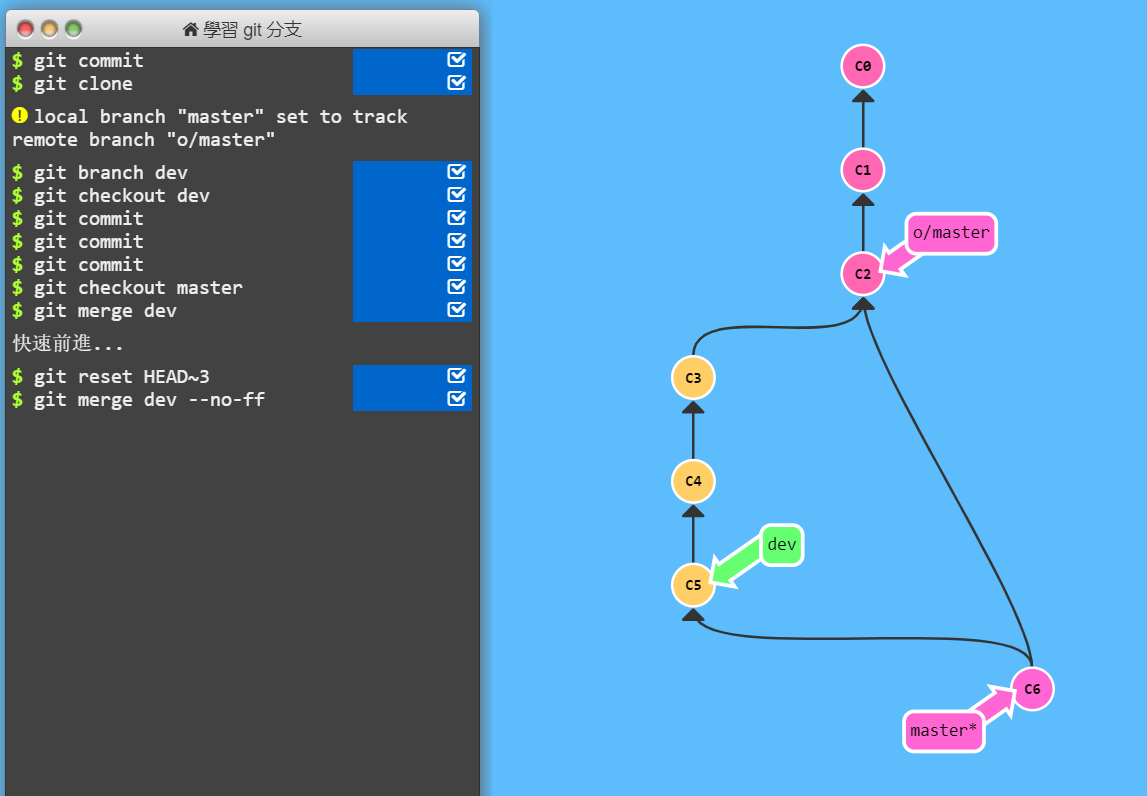 學習 git 分支
$ git commit
$ git clone
! local branch "master" set to track
remote branch "o/master"
$ git branch dev
$ git checkout dev
$ git commit
$ git commit
$ git commit
$ git checkout master
$ git merge dev
快速前進...
$ git reset HEAD~3
$ git merge dev --no-ff
C0
C1
o/master
C2
C3
C4
dev
C5
C6
master*